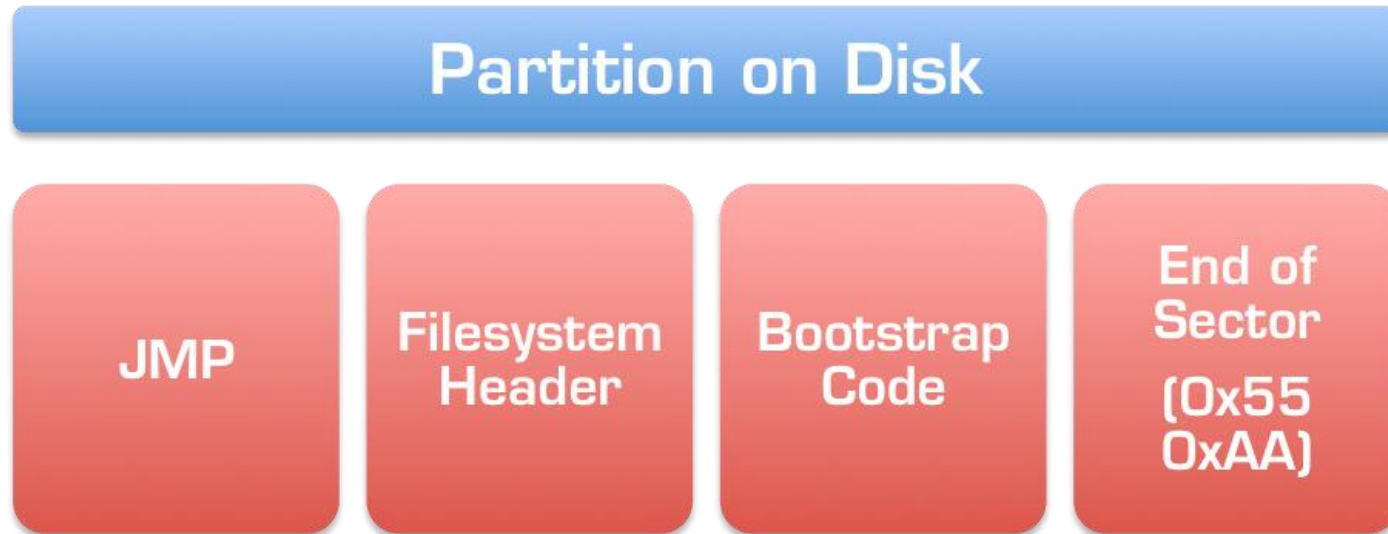 Partition on Disk
JMP
Filesystem
Header
Bootstrap
Code
End of
Sector
(0x55
0xAA)